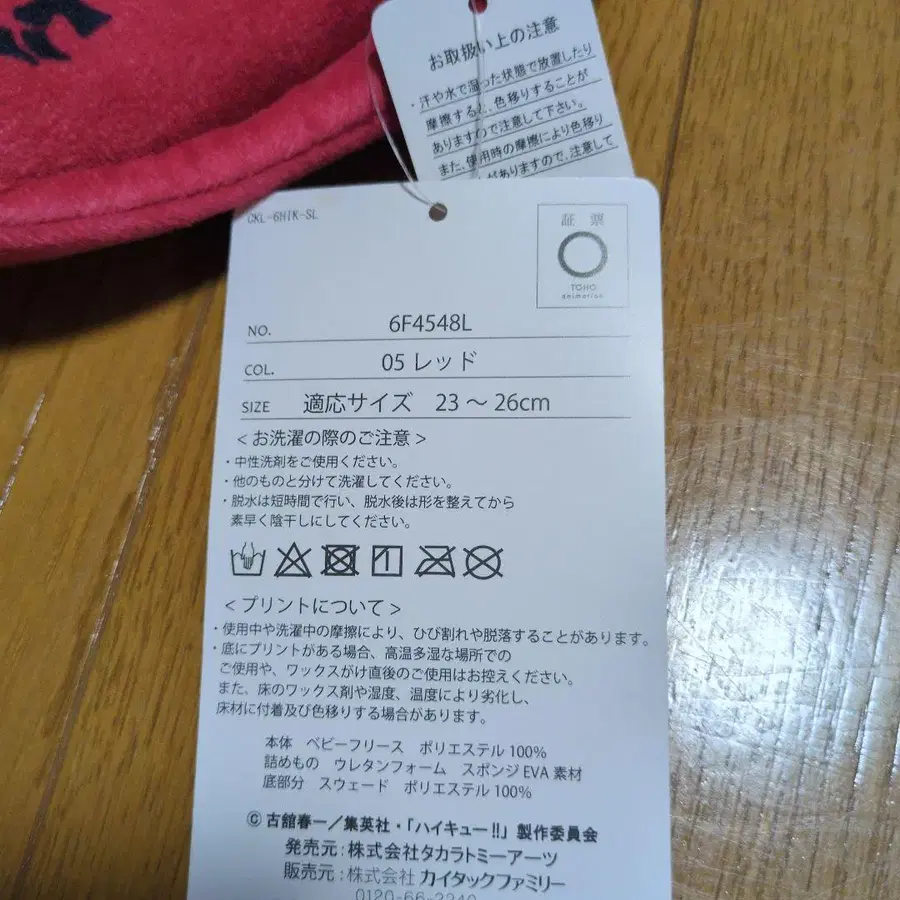 お取扱い上の注意
・汗や水で湿った状態で放置したり
摩擦すると、色移りすることが
ありますので注意して下さい。
また、使用時の摩擦により色移り
がありますので、注意して
CKL-6HIK-SL
証 票
TOHO
animation
NO. 6F4548L
COL. 05 レッド
SIZE 適応サイズ 23 〜 26cm
< お洗濯の際のご注意 >
・中性洗剤をご使用ください。
・他のものと分けて洗濯してください。
・脱水は短時間で行い、脱水後は形を整えてから
素早く陰干しにしてください。
< プリントについて >
・使用中や洗濯中の摩擦により、ひび割れや脱落することがあります。
・底にプリントがある場合、高温多湿な場所での
ご使用や、ワックスがけ直後のご使用はお控えください。
また、床のワックス剤や湿度、温度により劣化し、
床材に付着及び色移りする場合があります。
本体 ベビーフリース ポリエステル 100%
詰めもの ウレタンフォーム スポンジ EVA 素材
底部分 スウェード ポリエステル 100%
© 古舘春一／集英社・「ハイキュー!!」製作委員会
発売元：株式会社タカラトミーアーツ
販売元：株式会社 カイタックファミリー
0120-66-2240